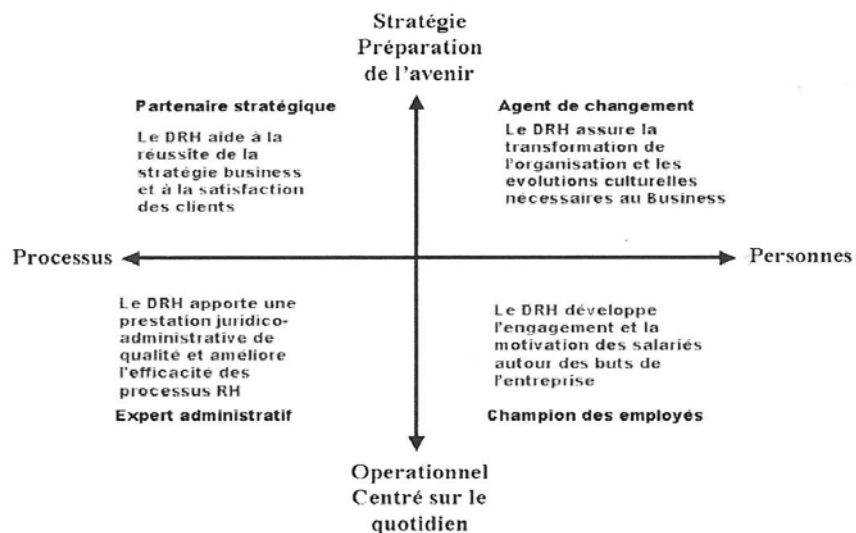 Stratégie
Préparation
de l'avenir
Partenaire stratégique
Le DRH aide à la
réussite de la
stratégie business
et à la satisfaction
des clients
Agent de changement
Le DRH assure la
transformation de
l'organisation et les
évolutions culturelles
nécessaires au Business
Processus
Personnes
Le DRH apporte une
prestation juridico-
administrative de
qualité et améliore
l'efficacité des
processus RH
Expert administratif
Le DRH développe
l'engagement et la
motivation des salariés
autour des buts de
l'entreprise
Champion des employés
Operationnel
Centré sur le
quotidien